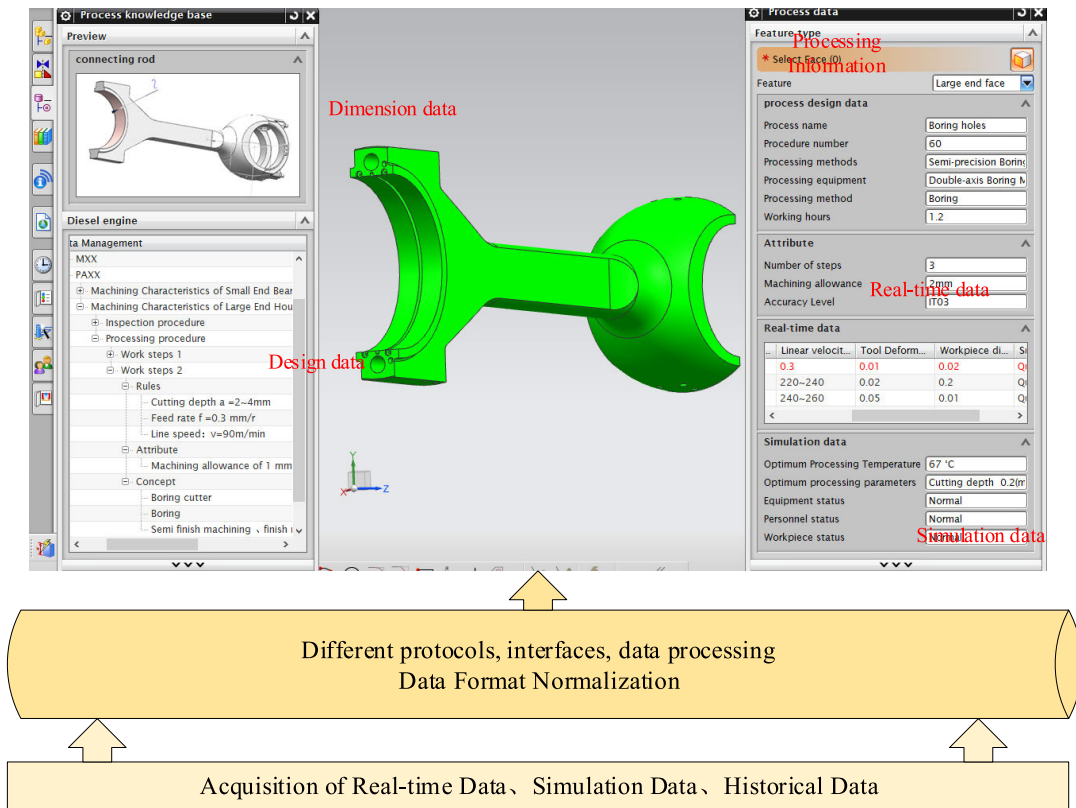 Process knowledge base
Preview
connecting rod
Diesel engine
ta Management
MXX
PAXX
Machining Characteristics of Small End Bear
Machining Characteristics of Large End Hou
Inspection procedure
Processing procedure
Work steps 1
Work steps 2
Rules
Cutting depth a =2~4mm
Feed rate f =0.3 mm/r
Line speed: v=90m/min
Attribute
Machining allowance of 1 mm
Concept
Boring cutter
Boring
Semi finish machining 、finish
Dimension data
Design data
Y
X
Z
Process data
Feature type
Processing
Information
* Select Face (0)
Feature Large end face
process design data
Process name Boring holes
Procedure number 60
Processing methods Semi-precision Boring
Processing equipment Double-axis Boring M
Processing method Boring
Working hours 1.2
Attribute
Number of steps 3
Machining allowance 2mm
Real-time data
Accuracy Level IT03
Real-time data
.. Linear velocit... Tool Deform... Workpiece di... Si
0.3 0.01 0.02 Qu
220~240 0.02 0.2 Qu
240~260 0.05 0.01 Qu
Simulation data
Optimum Processing Temperature 67 °C
Optimum processing parameters Cutting depth 0.2(m
Equipment status Normal
Personnel status Normal
Workpiece status Normal
Simulation data
Different protocols, interfaces, data processing
Data Format Normalization
Acquisition of Real-time Data、Simulation Data、Historical Data